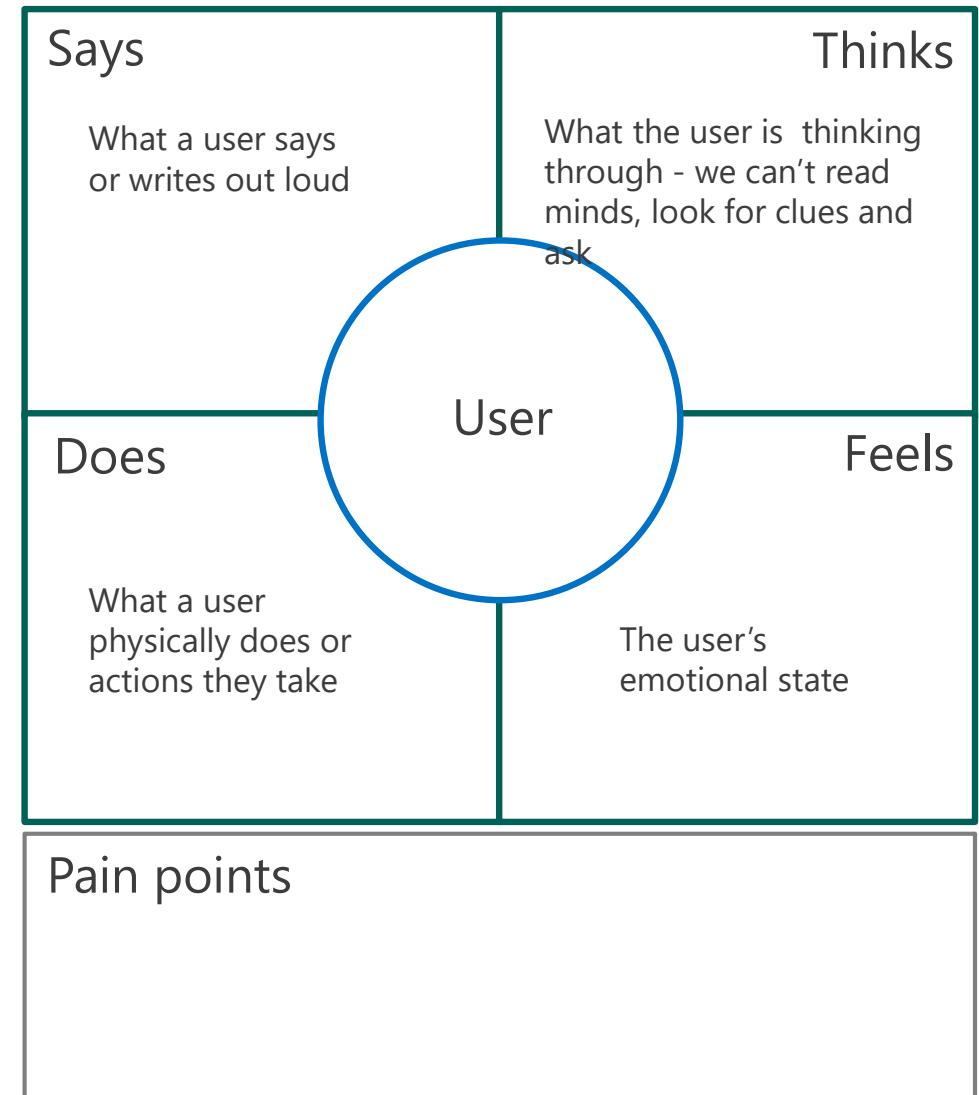 Says
What a user says
or writes out loud
Thinks
What the user is  thinking
through - we can’t read
minds, look for clues and
ask
User
Does
What a user
physically does or
actions they take
Feels
The user’s
emotional state
Pain points